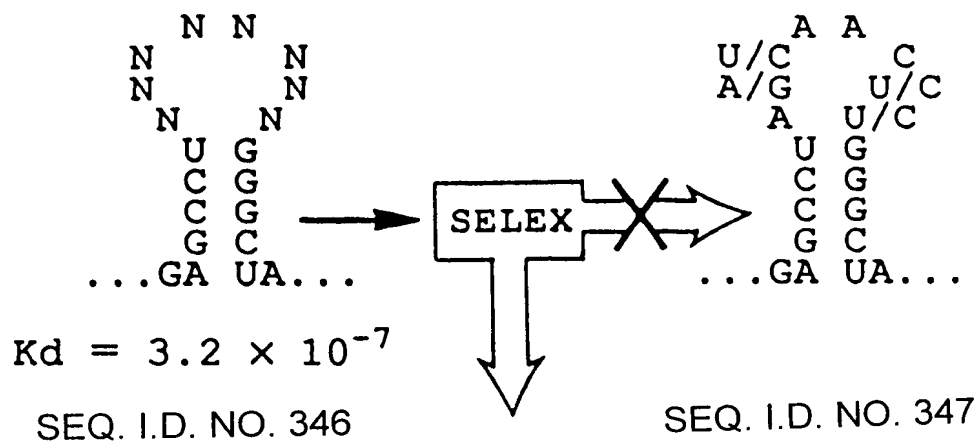 N N
N N
N N
N N
U G
C G
C G
G C
...GA UA...
Kd = 3.2 × 10⁻⁷
SEQ. I.D. NO. 346
SELEX
A A
U/C C
A/G U/C
A U/C
U G
C G
C G
G C
...GA UA...
SEQ. I.D. NO. 347